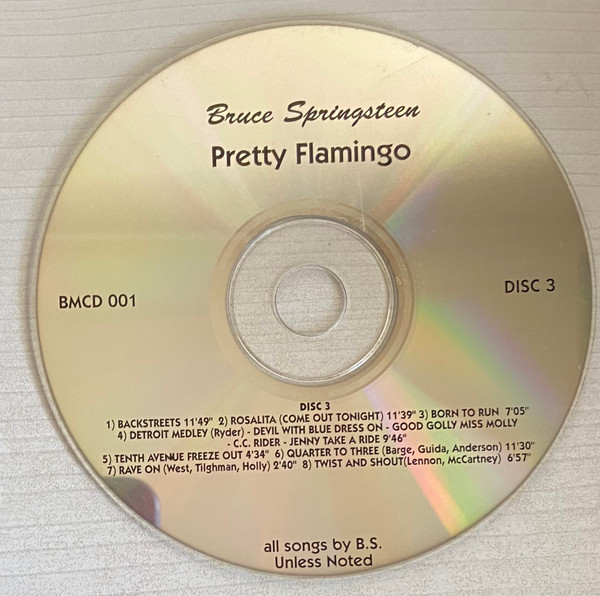 Bruce Springsteen
Pretty Flamingo
BMCD 001
DISC 3
DISC 3
1) BACKSTREETS 11'49" 2) ROSALITA (COME OUT TONIGHT) 11'39" 3) BORN TO RUN 7'05"
4) DETROIT MEDLEY (Ryder) - DEVIL WITH BLUE DRESS ON - GOOD GOLLY MISS MOLLY
- C.C. RIDER - JENNY TAKE A RIDE 9'46"
5) TENTH AVENUE FREEZE OUT 4'34" 6) QUARTER TO THREE (Barge, Guida, Anderson) 11'30"
7) RAVE ON (West, Tilghman, Holly) 2'40" 8) TWIST AND SHOUT(Lennon, McCartney) 6'57"
all songs by B.S.
Unless Noted